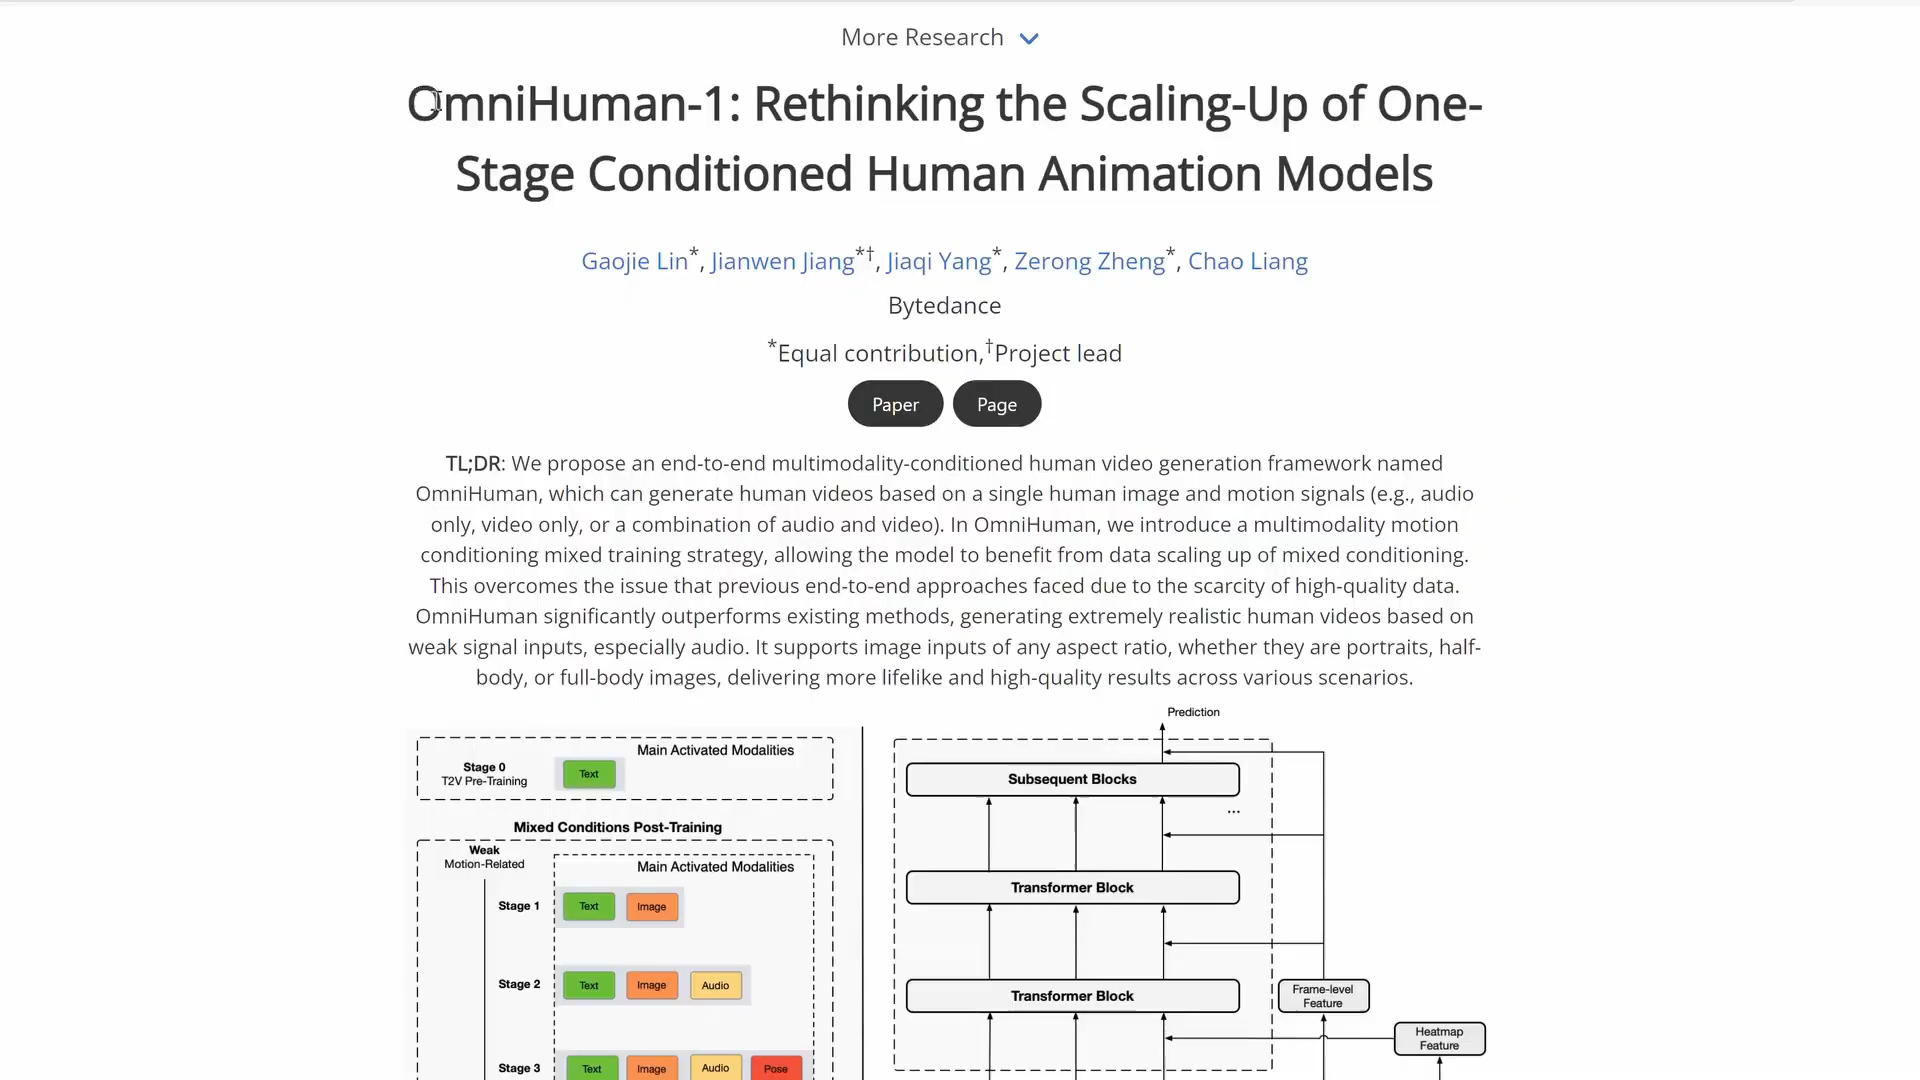 More Research
OmniHuman-1: Rethinking the Scaling-Up of One-
Stage Conditioned Human Animation Models
Gaojie Lin*, Jianwen Jiang*†, Jiaqi Yang*, Zerong Zheng*, Chao Liang
Bytedance
*Equal contribution,†Project lead
Paper
Page
TL;DR: We propose an end-to-end multimodality-conditioned human video generation framework named
OmniHuman, which can generate human videos based on a single human image and motion signals (e.g., audio
only, video only, or a combination of audio and video). In OmniHuman, we introduce a multimodality motion
conditioning mixed training strategy, allowing the model to benefit from data scaling up of mixed conditioning.
This overcomes the issue that previous end-to-end approaches faced due to the scarcity of high-quality data.
OmniHuman significantly outperforms existing methods, generating extremely realistic human videos based on
weak signal inputs, especially audio. It supports image inputs of any aspect ratio, whether they are portraits, half-
body, or full-body images, delivering more lifelike and high-quality results across various scenarios.
Main Activated Modalities
Stage 0
T2V Pre-Training
Text
Mixed Conditions Post-Training
Weak
Motion-Related
Main Activated Modalities
Stage 1
Text
Image
Stage 2
Text
Image
Audio
Stage 3
Text
Image
Audio
Pose
Prediction
Subsequent Blocks
...
Transformer Block
Transformer Block
Frame-level
Feature
Heatmap
Feature